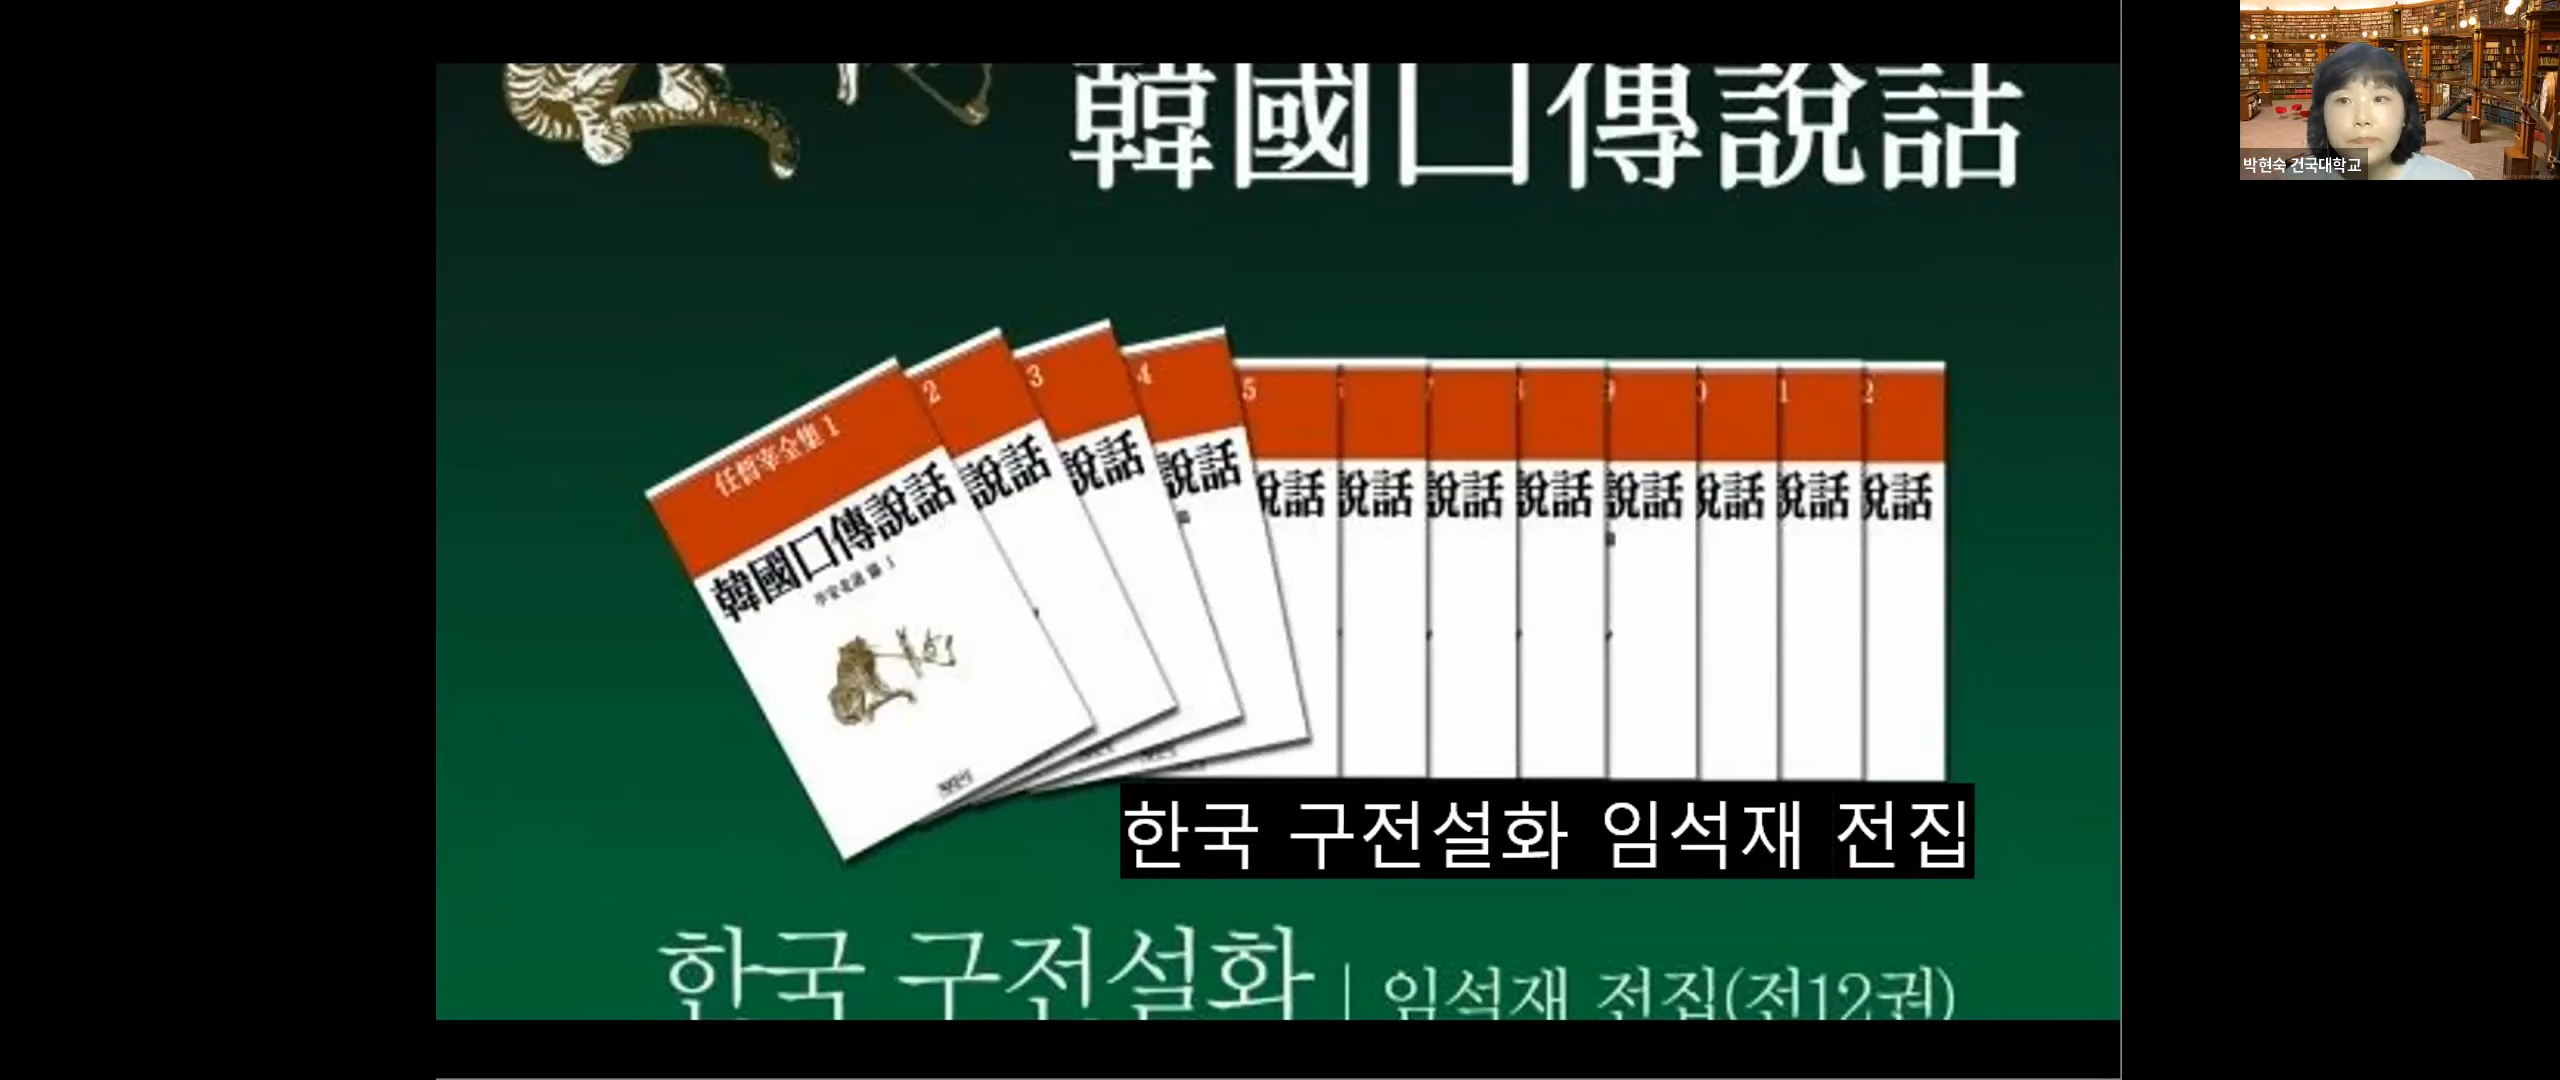 韓國口傳說話
박현숙 건국대학교
2
3
4
5
1
2
任晳宰全集 1
韓國口傳說話
說話
說話
說話
說話
說話
說話
說話
說話
說話
說話
說話
한국 구전설화 임석재 전집
한국 구전설화 | 임석재 전집(전12권)